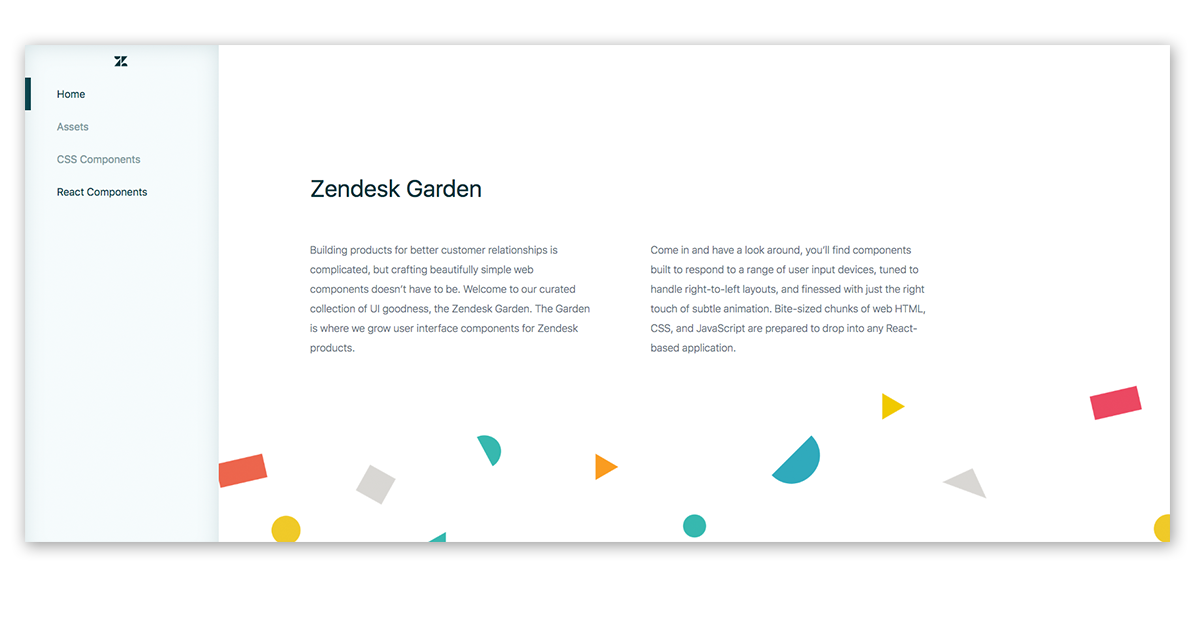 Home
Assets
CSS Components
React Components
Zendesk Garden
Building products for better customer relationships is
complicated, but crafting beautifully simple web
components doesn’t have to be. Welcome to our curated
collection of UI goodness, the Zendesk Garden. The Garden
is where we grow user interface components for Zendesk
products.
Come in and have a look around, you’ll find components
built to respond to a range of user input devices, tuned to
handle right-to-left layouts, and finessed with just the right
touch of subtle animation. Bite-sized chunks of web HTML,
CSS, and JavaScript are prepared to drop into any React-
based application.